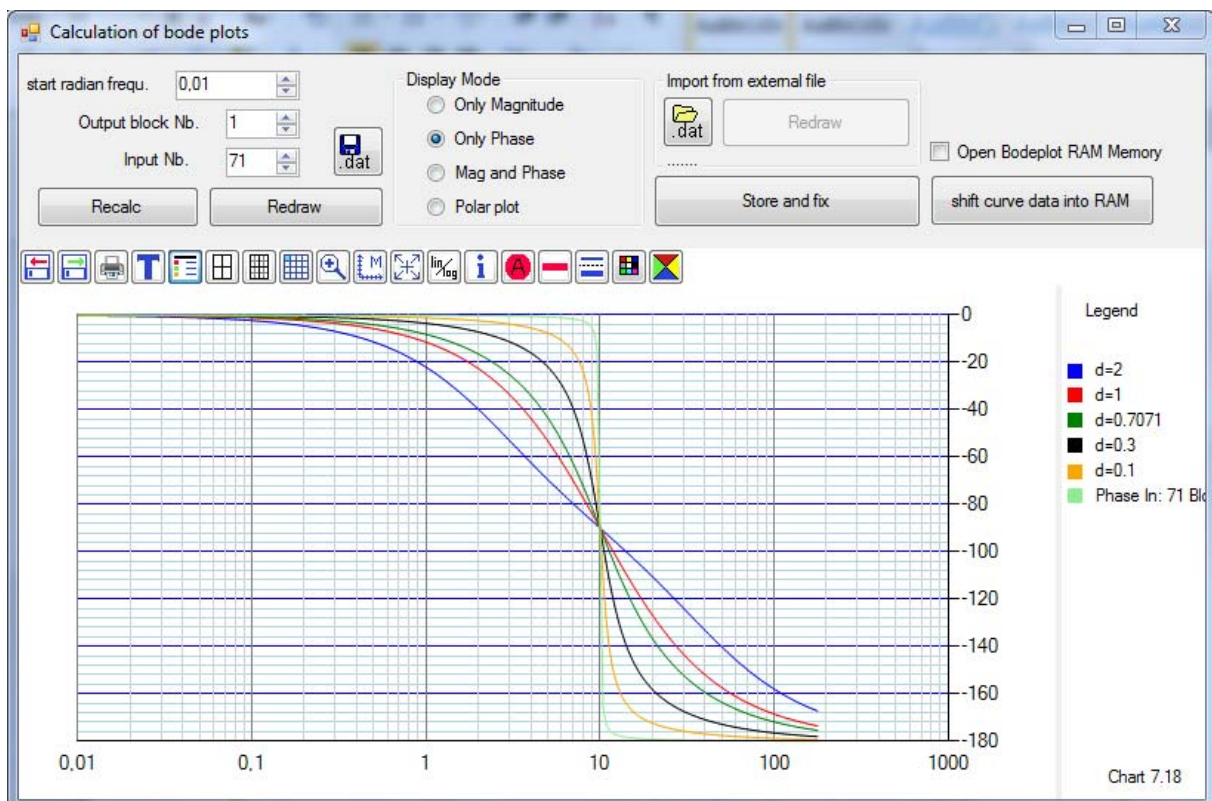 Calculation of bode plots
start radian frequ. 0,01
Output block Nb. 1
Input Nb. 71
.dat
Recalc
Redraw
Display Mode
Only Magnitude
Only Phase
Mag and Phase
Polar plot
Import from external file
.dat
Redraw
.......
Store and fix
Open Bodeplot RAM Memory
shift curve data into RAM
T
M
lin/log
i
A
0
-20
-40
-60
-80
-100
-120
-140
-160
-180
0,01
0,1
1
10
100
1000
Legend
d=2
d=1
d=0.7071
d=0.3
d=0.1
Phase In: 71 Blo
Chart 7.18